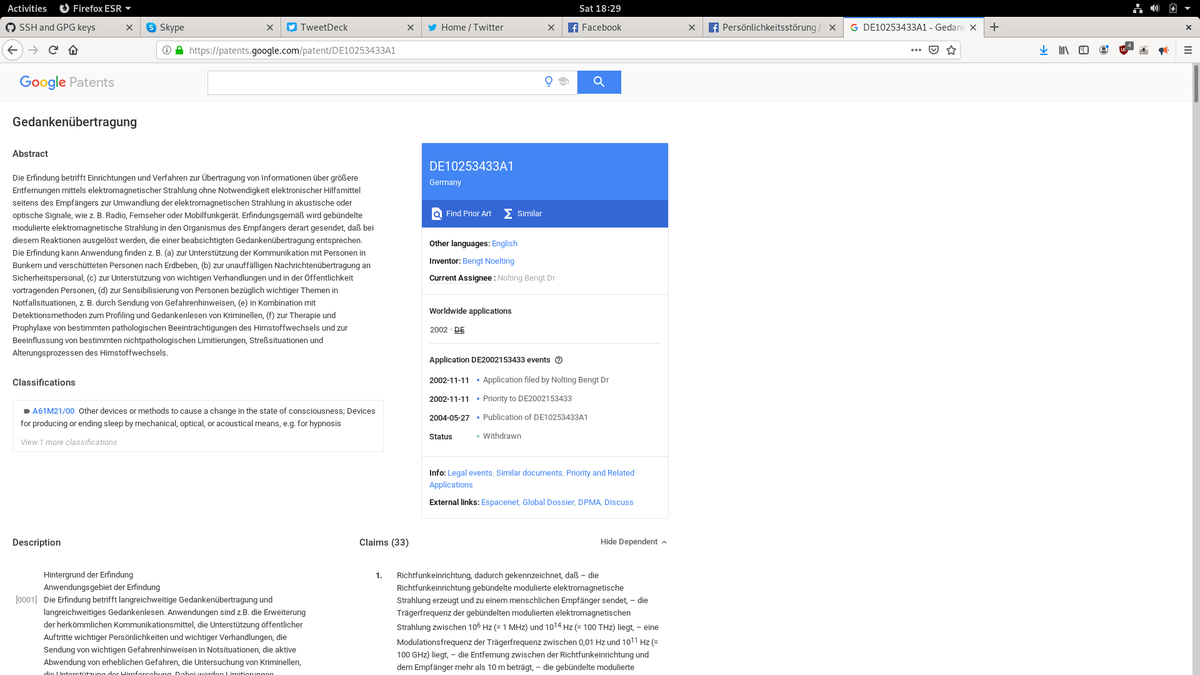 Activities
Firefox ESR
Sat 18:29
SSH and GPG keys
Skype
TweetDeck
Home / Twitter
Facebook
Persönlichkeitsstörung /
DE10253433A1 - Gedank
https://patents.google.com/patent/DE10253433A1
4
Google Patents
Gedankenübertragung
Abstract
Die Erfindung betrifft Einrichtungen und Verfahren zur Übertragung von Informationen über größere
Entfernungen mittels elektromagnetischer Strahlung ohne Notwendigkeit elektronischer Hilfsmittel
seitens des Empfängers zur Umwandlung der elektromagnetischen Strahlung in akustische oder
optische Signale, wie z. B. Radio, Fernseher oder Mobilfunkgerät. Erfindungsgemäß wird gebündelte
modulierte elektromagnetische Strahlung in den Organismus des Empfängers derart gesendet, daß bei
diesem Reaktionen ausgelöst werden, die einer beabsichtigten Gedankenübertragung entsprechen.
Die Erfindung kann Anwendung finden z. B. (a) zur Unterstützung der Kommunikation mit Personen in
Bunkern und verschütteten Personen nach Erdbeben, (b) zur unauffälligen Nachrichtenübertragung an
Sicherheitspersonal, (c) zur Unterstützung von wichtigen Verhandlungen und in der Öffentlichkeit
vortragenden Personen, (d) zur Sensibilisierung von Personen bezüglich wichtiger Themen in
Notfallsituationen, z. B. durch Sendung von Gefahrenhinweisen, (e) in Kombination mit
Detektionsmethoden zum Profiling und Gedankenlesen von Kriminellen, (f) zur Therapie und
Prophylaxe von bestimmten pathologischen Beeinträchtigungen des Hirnstoffwechsels und zur
Beeinflussung von bestimmten nichtpathologischen Limitierungen, Streßsituationen und
Alterungsprozessen des Hirnstoffwechsels.
Classifications
A61M21/00 Other devices or methods to cause a change in the state of consciousness; Devices
for producing or ending sleep by mechanical, optical, or acoustical means, e.g. for hypnosis
View 1 more classifications
DE10253433A1
Germany
Find Prior Art
Similar
Other languages: English
Inventor: Bengt Noelting
Current Assignee : Nolting Bengt Dr
Worldwide applications
2002 · DE
Application DE2002153433 events
2002-11-11 • Application filed by Nolting Bengt Dr
2002-11-11 • Priority to DE2002153433
2004-05-27 • Publication of DE10253433A1
Status • Withdrawn
Info: Legal events, Similar documents, Priority and Related
Applications
External links: Espacenet, Global Dossier, DPMA, Discuss
Description
Hintergrund der Erfindung
Anwendungsgebiet der Erfindung
[0001] Die Erfindung betrifft langreichweitige Gedankenübertragung und
langreichweitiges Gedankenlesen. Anwendungen sind z.B. die Erweiterung
der herkömmlichen Kommunikationsmittel, die Unterstützung öffentlicher
Auftritte wichtiger Persönlichkeiten und wichtiger Verhandlungen, die
Sendung von wichtigen Gefahrenhinweisen in Notsituationen, die aktive
Abwendung von erheblichen Gefahren, die Untersuchung von Kriminellen,
die Unterstützung der Hirnforschung. Dabei werden Limitierungen
Claims (33)
Hide Dependent
1. Richtfunkeinrichtung, dadurch gekennzeichnet, daß – die
Richtfunkeinrichtung gebündelte modulierte elektromagnetische
Strahlung erzeugt und zu einem menschlichen Empfänger sendet, – die
Trägerfrequenz der gebündelten modulierten elektromagnetischen
Strahlung zwischen 10⁶ Hz (= 1 MHz) und 10¹⁴ Hz (= 100 THz) liegt, – eine
Modulationsfrequenz der Trägerfrequenz zwischen 0,01 Hz und 10¹¹ Hz (=
100 GHz) liegt, – die Entfernung zwischen der Richtfunkeinrichtung und
dem Empfänger mehr als 10 m beträgt, – die gebündelte modulierte